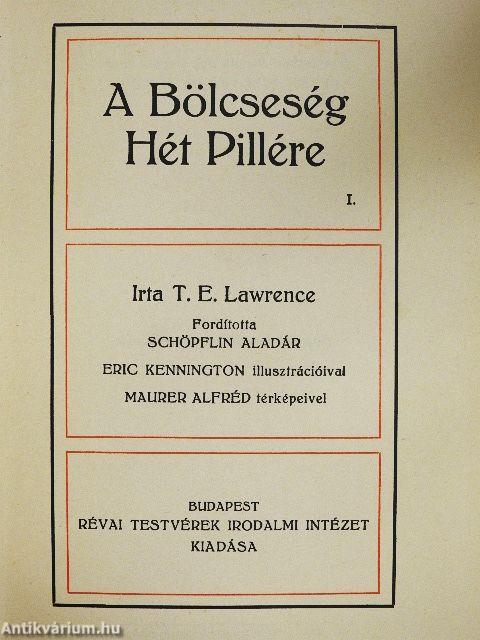 A Bölcseség
Hét Pillére
I.
Irta T. E. Lawrence
Fordította
SCHÖPFLIN ALADÁR
ERIC KENNINGTON illusztrációival
MAURER ALFRÉD térképeivel
BUDAPEST
RÉVAI TESTVÉREK IRODALMI INTÉZET
KIADÁSA
Antikvárium.hu